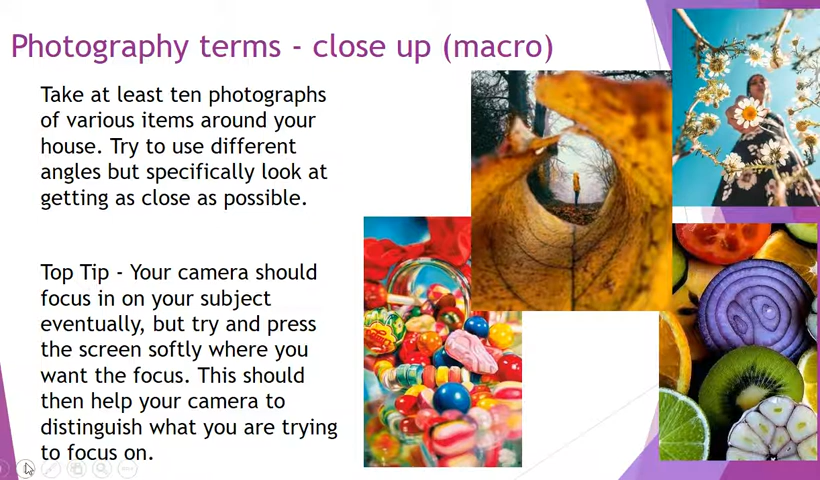 Photography terms - close up (macro)
Take at least ten photographs
of various items around your
house. Try to use different
angles but specifically look at
getting as close as possible.
Top Tip - Your camera should
focus in on your subject
eventually, but try and press
the screen softly where you
want the focus. This should
then help your camera to
distinguish what you are trying
to focus on.